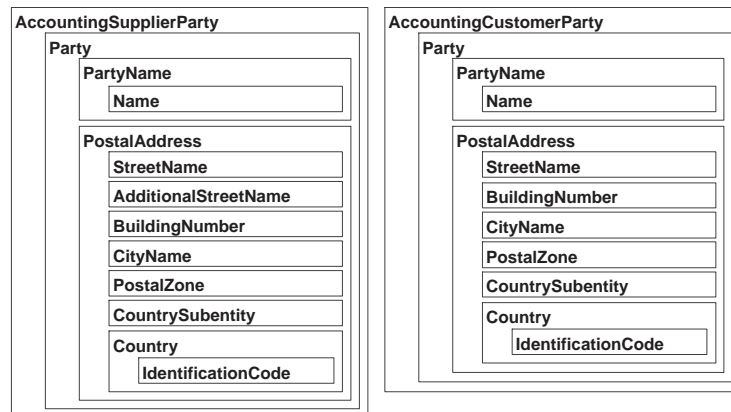 AccountingSupplierParty
Party
PartyName
Name
PostalAddress
StreetName
AdditionalStreetName
BuildingNumber
CityName
PostalZone
CountrySubentity
Country
IdentificationCode
AccountingCustomerParty
Party
PartyName
Name
PostalAddress
StreetName
BuildingNumber
CityName
PostalZone
CountrySubentity
Country
IdentificationCode